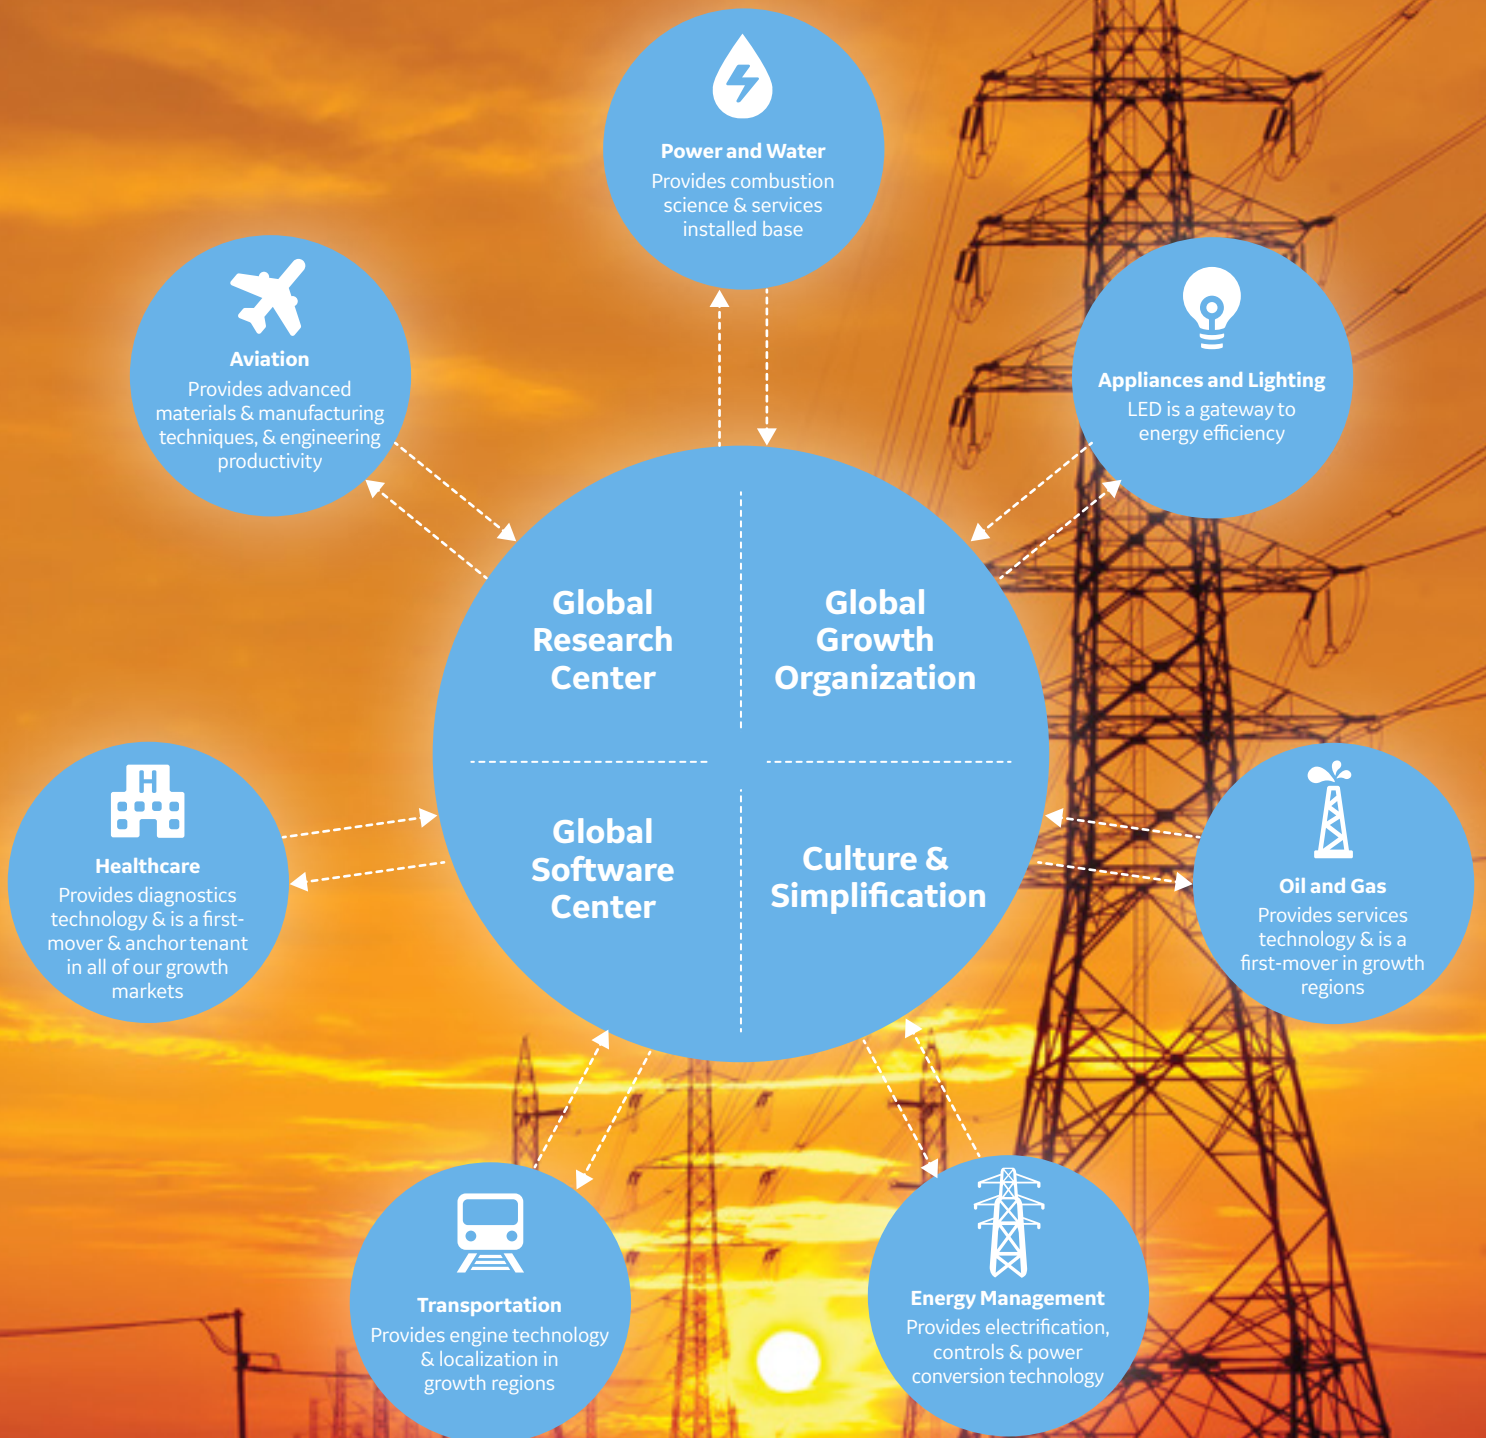 Power and Water
Provides combustion
science & services
installed base
Aviation
Provides advanced
materials & manufacturing
techniques, & engineering
productivity
Appliances and Lighting
LED is a gateway to
energy efficiency
Global
Research
Center
Global
Growth
Organization
Global
Software
Center
Culture &
Simplification
H
Healthcare
Provides diagnostics
technology & is a first-
mover & anchor tenant
in all of our growth
markets
Oil and Gas
Provides services
technology & is a
first-mover in growth
regions
Transportation
Provides engine technology
& localization in
growth regions
Energy Management
Provides electrification,
controls & power
conversion technology